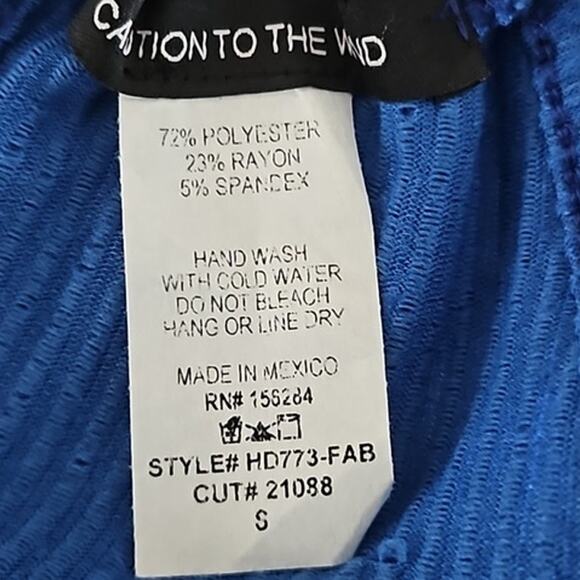 CAUTION TO THE WIND
72% POLYESTER
23% RAYON
5% SPANDEX
HAND WASH
WITH COLD WATER
DO NOT BLEACH
HANG OR LINE DRY
MADE IN MEXICO
RN# 156284
STYLE# HD773-FAB
CUT# 21088
S